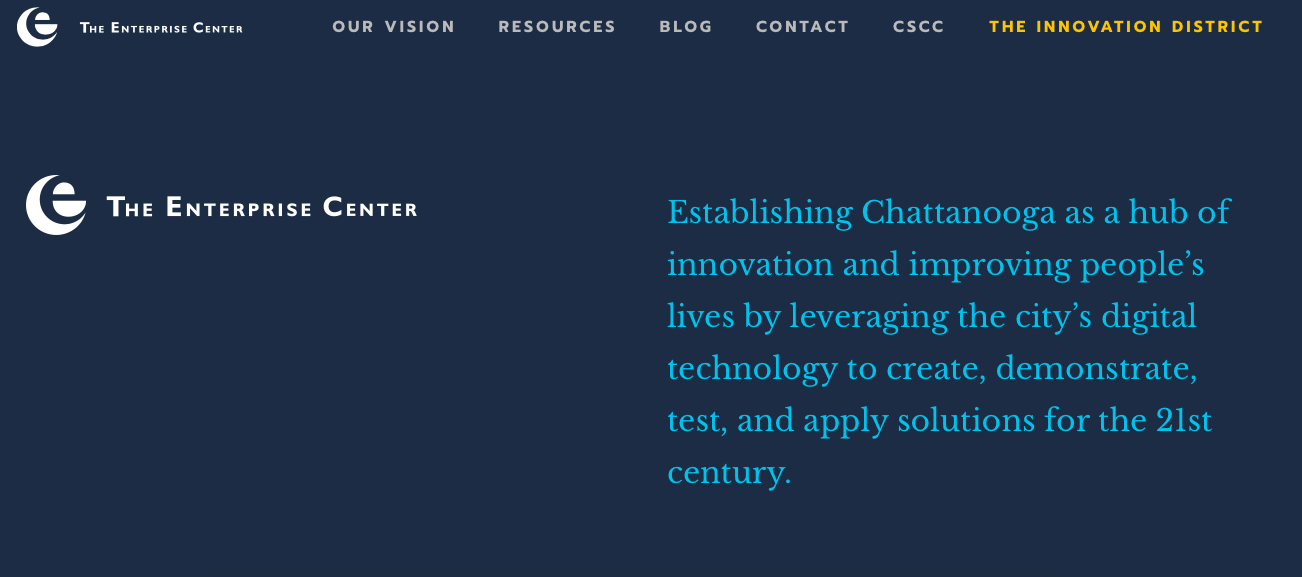 The Enterprise Center
OUR VISION
RESOURCES
BLOG
CONTACT
CSCC
THE INNOVATION DISTRICT
The Enterprise Center
Establishing Chattanooga as a hub of
innovation and improving people’s
lives by leveraging the city’s digital
technology to create, demonstrate,
test, and apply solutions for the 21st
century.